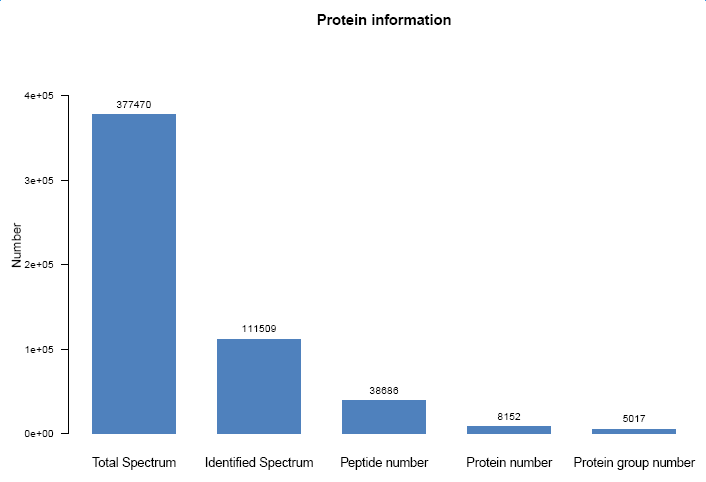 Protein information
Number
4e+05
3e+05
2e+05
1e+05
0e+00
377470
111509
38686
8152
5017
Total Spectrum
Identified Spectrum
Peptide number
Protein number
Protein group number